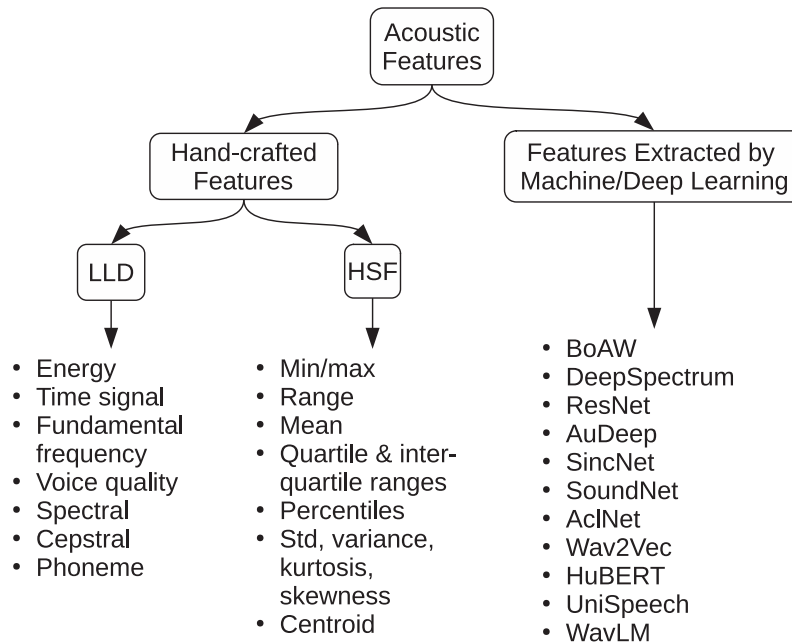 Acoustic
Features
Hand-crafted
Features
Features Extracted by
Machine/Deep Learning
LLD
HSF
• Energy
• Time signal
• Fundamental
frequency
• Voice quality
• Spectral
• Cepstral
• Phoneme
• Min/max
• Range
• Mean
• Quartile & inter-
quartile ranges
• Percentiles
• Std, variance,
kurtosis,
skewness
• Centroid
• BoAW
• DeepSpectrum
• ResNet
• AuDeep
• SincNet
• SoundNet
• AclNet
• Wav2Vec
• HuBERT
• UniSpeech
• WavLM